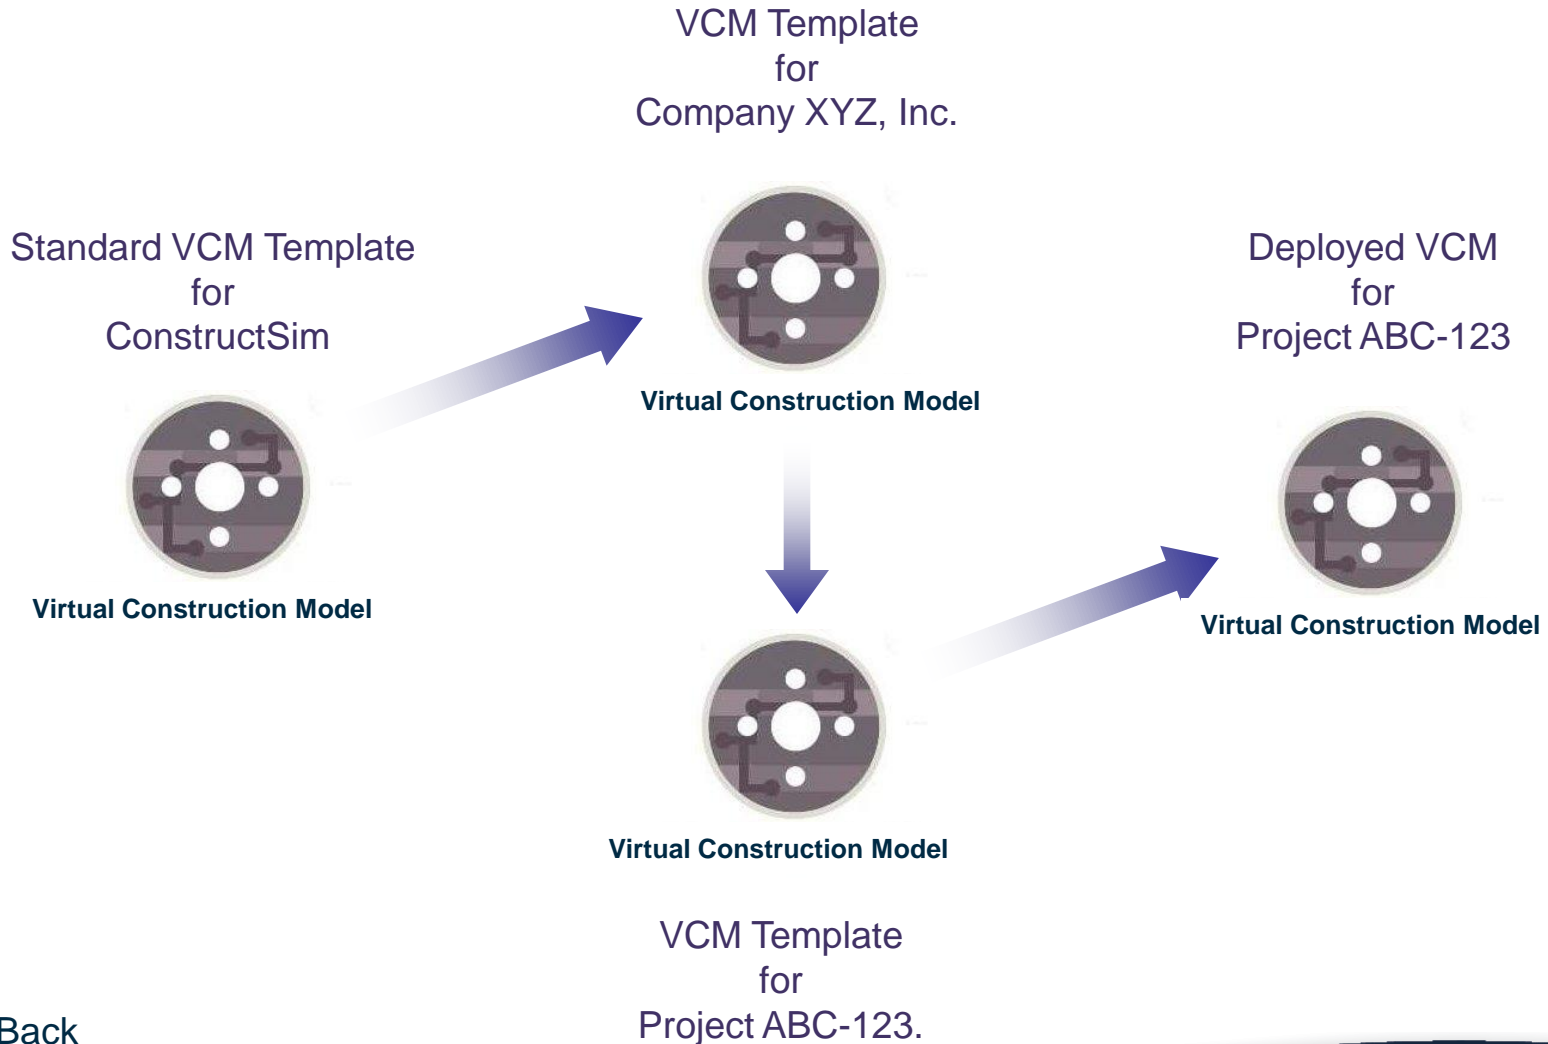 VCM Template
for
Company XYZ, Inc.
Standard VCM Template
for
ConstructSim
Deployed VCM
for
Project ABC-123
Virtual Construction Model
Virtual Construction Model
Virtual Construction Model
Virtual Construction Model
VCM Template
for
Project ABC-123.
Back